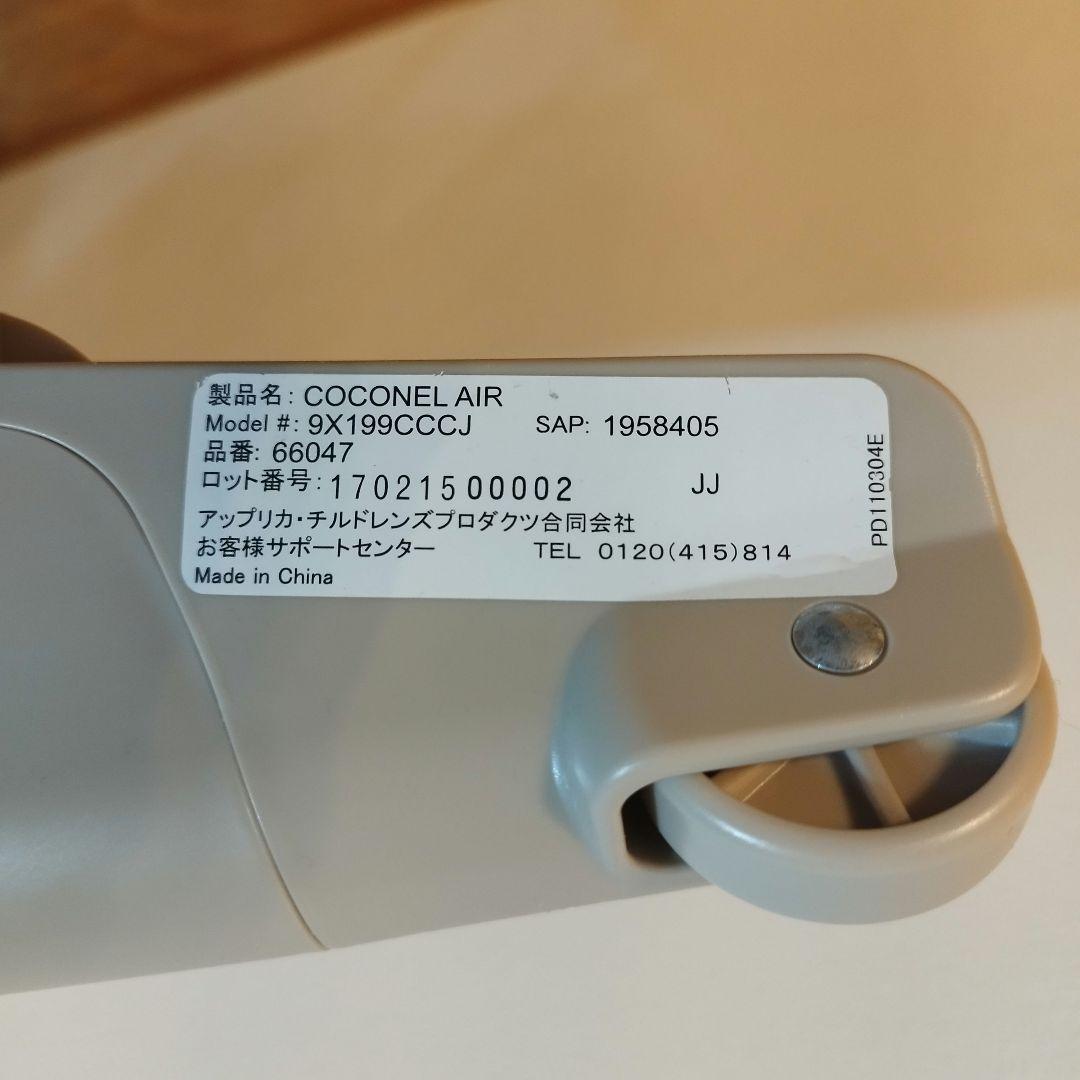 製品名: COCONEL AIR
Model #: 9X199CCCJ SAP: 1958405
品番: 66047
ロット番号: 17021500002 JJ
アップリカ・チルドレンズプロダクツ合同会社
お客様サポートセンター TEL 0120(415)814
Made in China
PD110304E